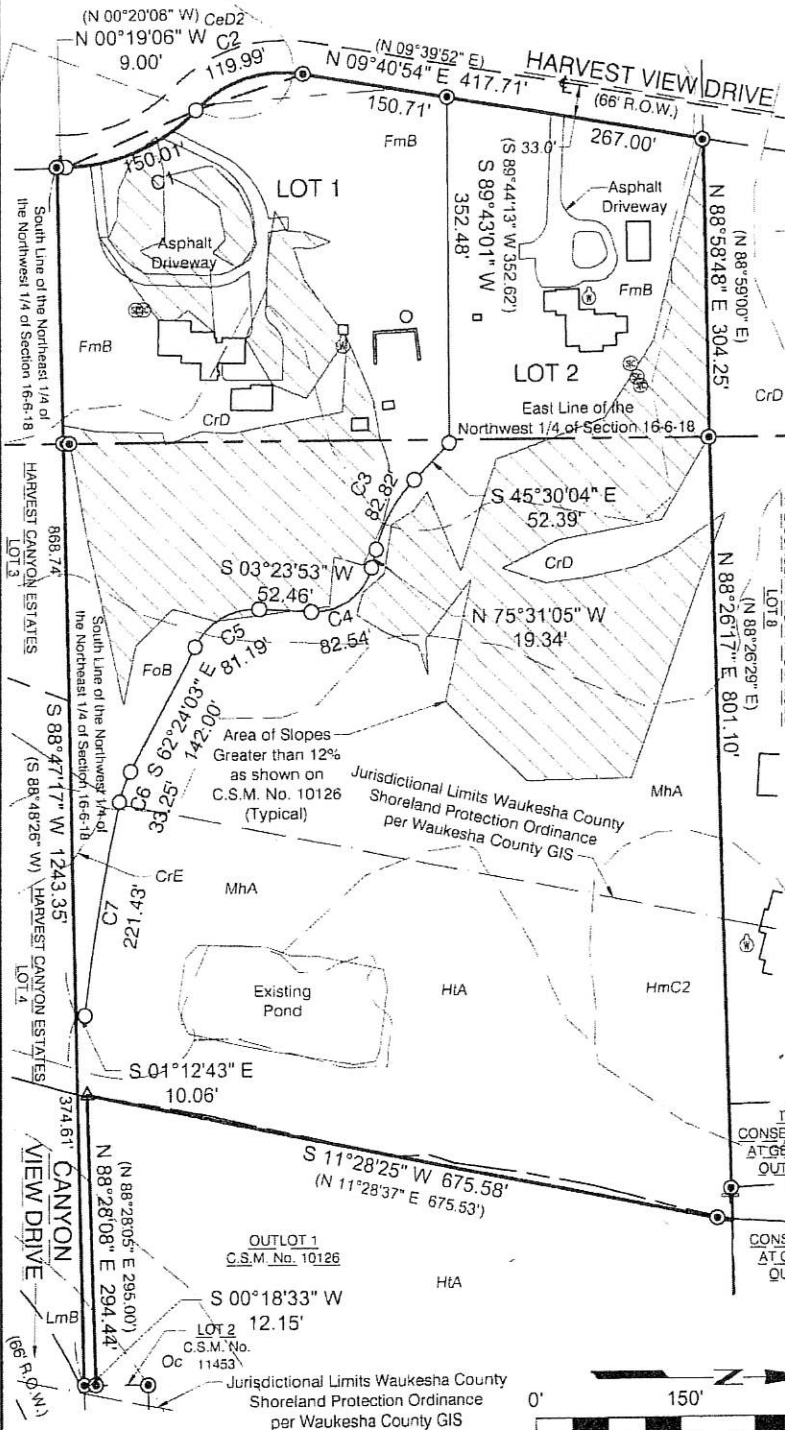 (N 00°20'08" W) CeD2
N 00°19'06" W C2
9.00' 119.99'
(N 09°39'52" E)
N 09°40'54" E 417.71'
HARVEST VIEW DRIVE
(66' R.O.W.)
150.71'
33.0'
267.00'
150.01'
C1
FmB
LOT 1
Asphalt
Driveway
Asphalt
Driveway
(S 89°44'13" W 352.62')
S 89°43'01" W
352.48'
N 88°58'48" E 304.25'
(N 88°59'00" E)
South Line of the Northeast 1/4 of
the Northwest 1/4 of Section 16-6-18
FmB
FmB
W
W
SC
LOT 2
CrD
CrD
East Line of the
Northwest 1/4 of Section 16-6-18
HARVEST CANYON ESTATES
LOT 3
868.74'
C3
82.82'
S 45°30'04" E
52.39'
S 03°23'53" W
52.46'
CrD
N 75°31'05" W
19.34'
C4
82.54'
C5
81.19'
LOT 8
(N 88°26'29" E)
N 88°26'17" E 801.10'
South Line of the Northwest 1/4 of
the Northeast 1/4 of Section 16-6-18
FoB
S 62°24'03" E
142.00'
Area of Slopes
Greater than 12%
as shown on
C.S.M. No. 10126
(Typical)
Jurisdictional Limits Waukesha County
Shoreland Protection Ordinance
per Waukesha County GIS
MhA
C6
33.25'
S 88°47'17" W 1243.35'
(S 88°48'26" W)
CrE
MhA
C7
221.43'
HARVEST CANYON ESTATES
LOT 4
Existing
Pond
HtA
HmC2
W
S 01°12'43" E
10.06'
374.61'
S 11°28'25" W 675.58'
(N 11°28'37" E 675.53')
CONSE
AT GE
OUT
CONS
OU
CANYON
VIEW DRIVE
(66' R.O.W.)
N 88°28'08" E 294.44'
(N 88°28'05" E 295.00')
OUTLOT 1
C.S.M. No. 10126
HtA
S 00°18'33" W
12.15'
LmB
LOT 2
C.S.M. No.
11453
Oc
Jurisdictional Limits Waukesha County
Shoreland Protection Ordinance
per Waukesha County GIS
N
0' 150'